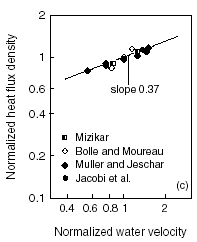 Normalized heat flux density
2
1
0.6
0.4
0.2
0.1
slope 0.37
Mizikar
Bolle and Moureau
Muller and Jeschar
Jacobi et al.
(c)
0.4 0.6 0.8 1 2
Normalized water velocity